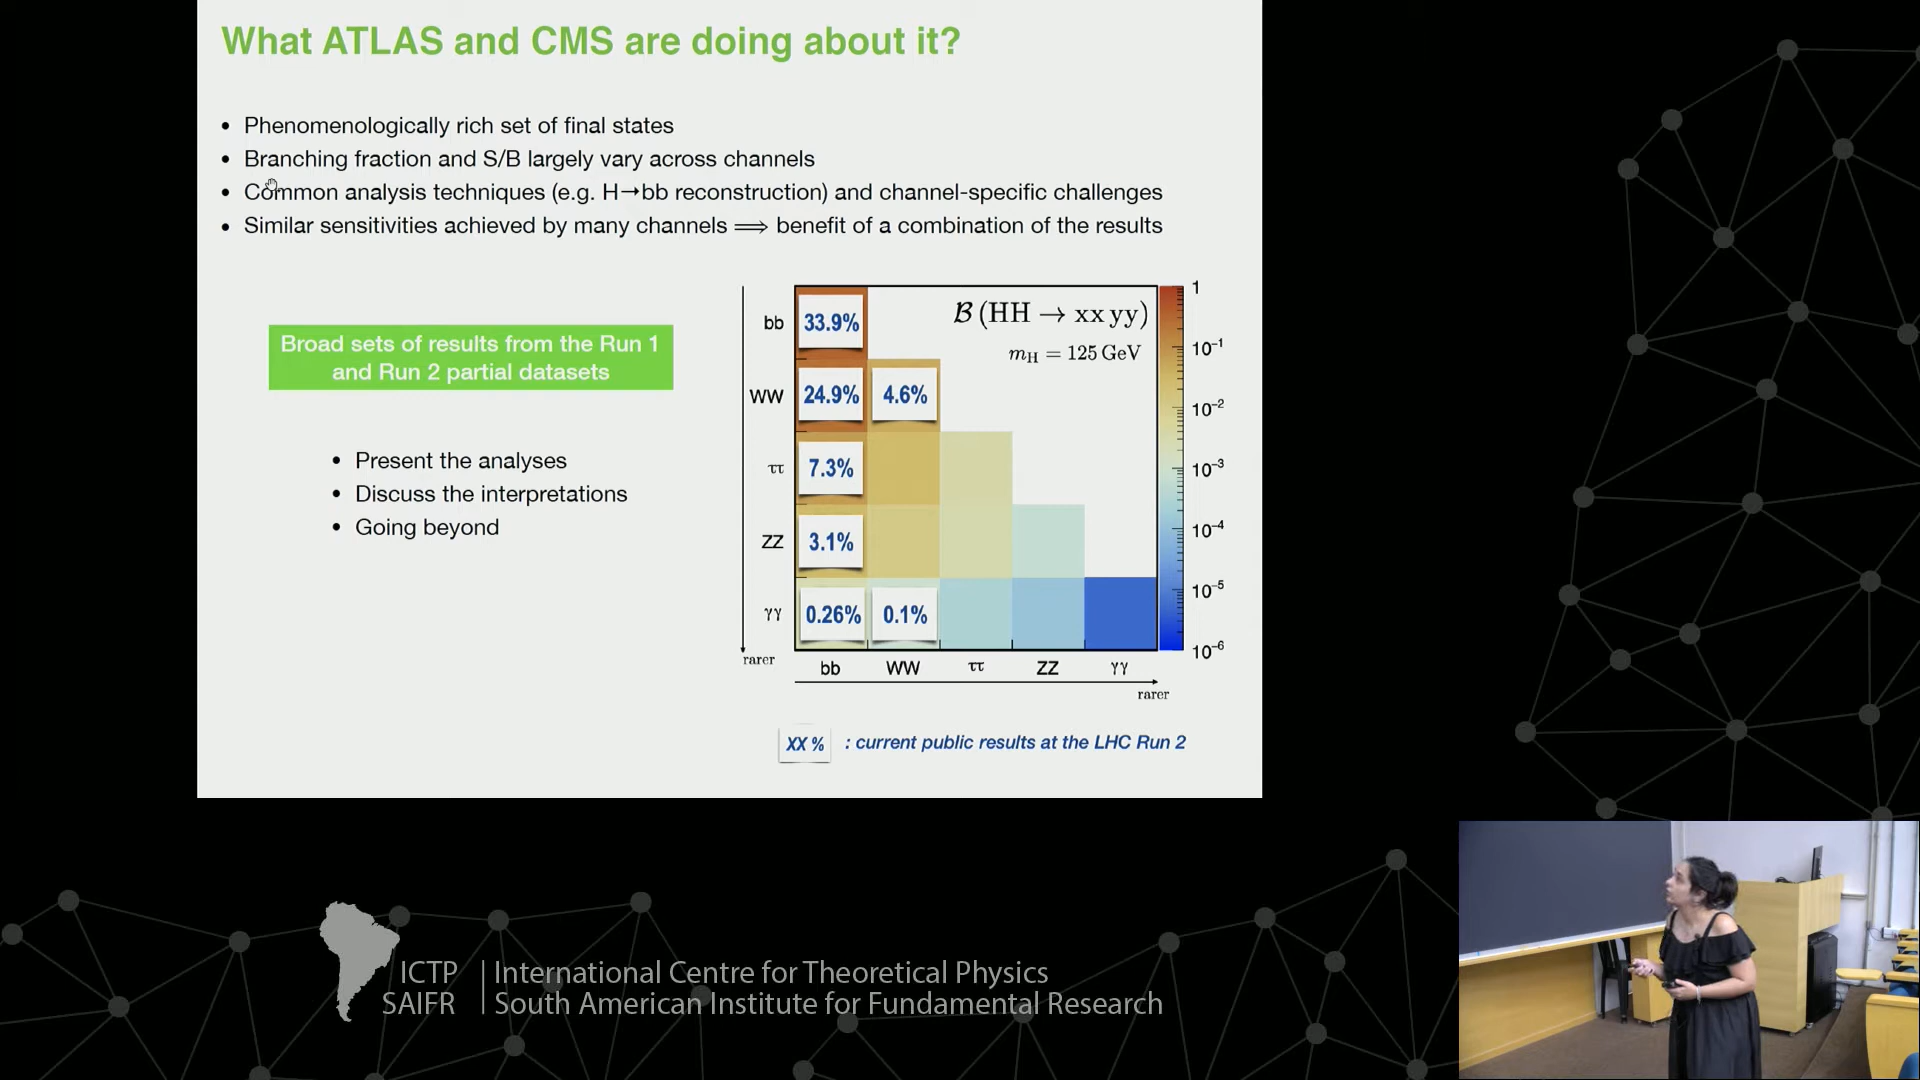 What ATLAS and CMS are doing about it?
• Phenomenologically rich set of final states
• Branching fraction and S/B largely vary across channels
• Common analysis techniques (e.g. H→bb reconstruction) and channel-specific challenges
• Similar sensitivities achieved by many channels ⟹ benefit of a combination of the results
Broad sets of results from the Run 1
and Run 2 partial datasets
• Present the analyses
• Discuss the interpretations
• Going beyond
B (HH → xx yy)
m_H = 125 GeV
bb 33.9%
WW 24.9% 4.6%
ττ 7.3%
ZZ 3.1%
γγ 0.26% 0.1%
rarer
bb WW ττ ZZ γγ
rarer
1
10⁻¹
10⁻²
10⁻³
10⁻⁴
10⁻⁵
10⁻⁶
XX % : current public results at the LHC Run 2
ICTP | International Centre for Theoretical Physics
SAIFR | South American Institute for Fundamental Research